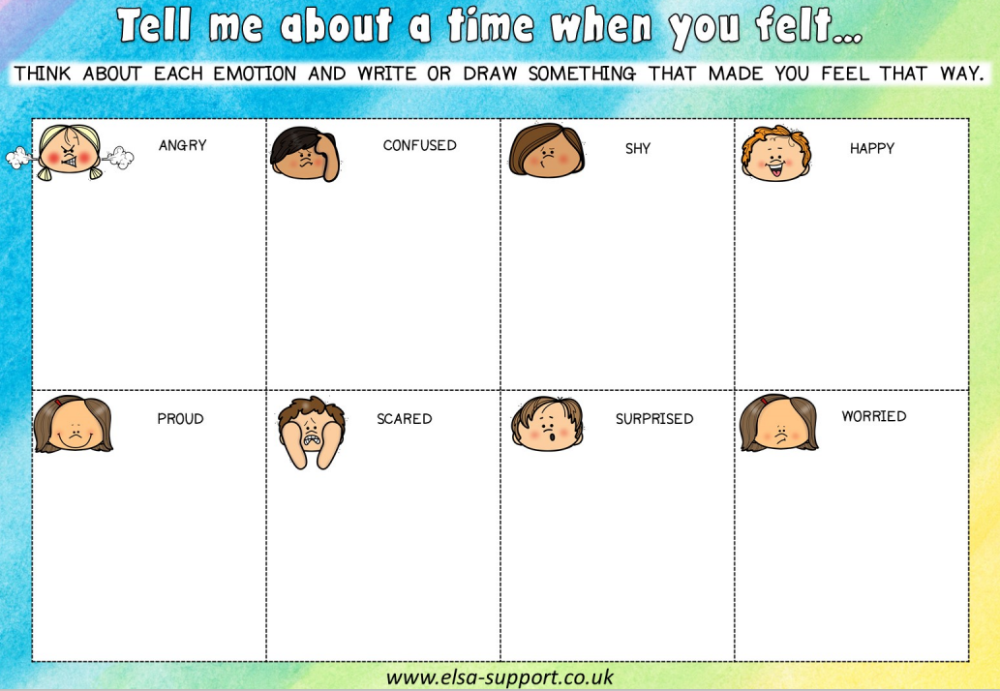 Tell me about a time when you felt...
THINK ABOUT EACH EMOTION AND WRITE OR DRAW SOMETHING THAT MADE YOU FEEL THAT WAY.
ANGRY
CONFUSED
SHY
HAPPY
PROUD
SCARED
SURPRISED
WORRIED
www.elsa-support.co.uk